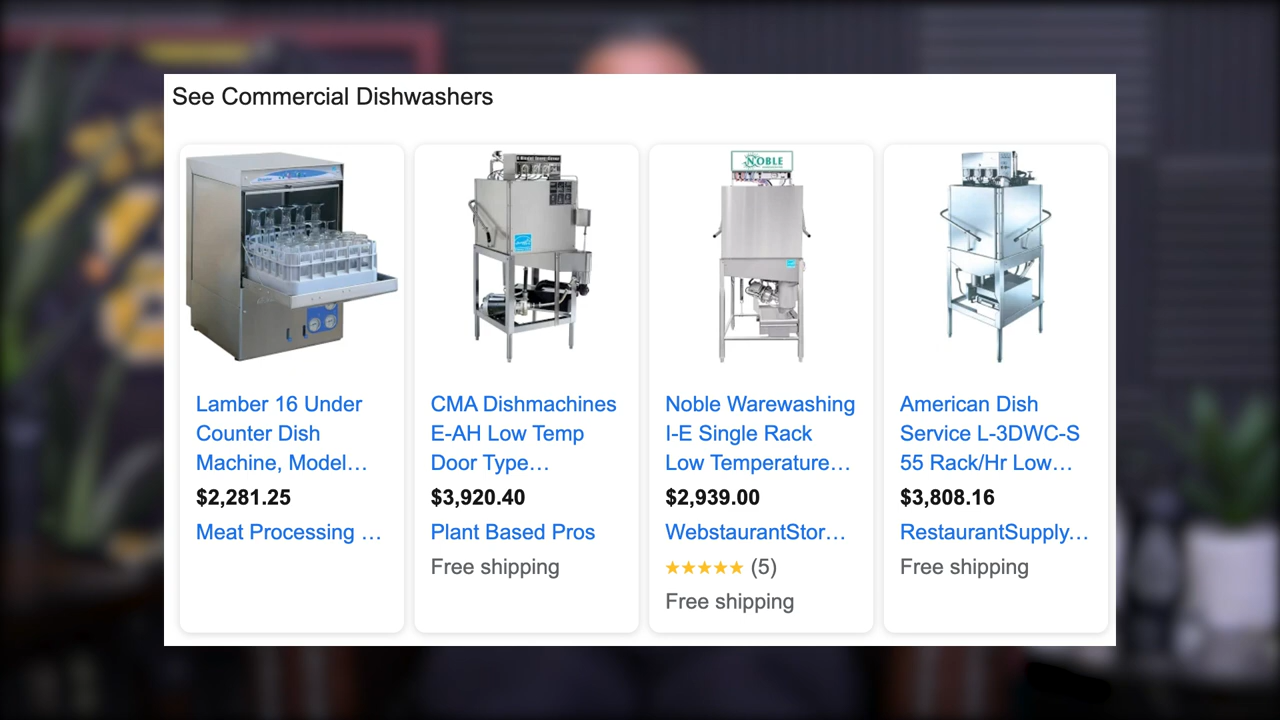 See Commercial Dishwashers
NOBLE
Lamber 16 Under
Counter Dish
Machine, Model…
$2,281.25
Meat Processing …
CMA Dishmachines
E-AH Low Temp
Door Type…
$3,920.40
Plant Based Pros
Free shipping
Noble Warewashing
I-E Single Rack
Low Temperature…
$2,939.00
WebstaurantStor…
★★★★★ (5)
Free shipping
American Dish
Service L-3DWC-S
55 Rack/Hr Low…
$3,808.16
RestaurantSupply…
Free shipping